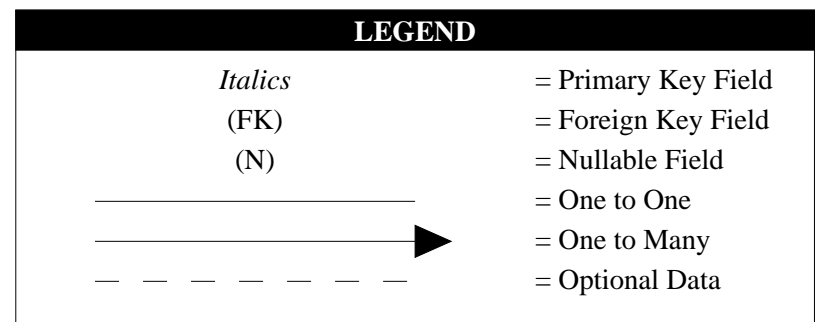 LEGEND
Italics = Primary Key Field
(FK) = Foreign Key Field
(N) = Nullable Field
= One to One
= One to Many
= Optional Data